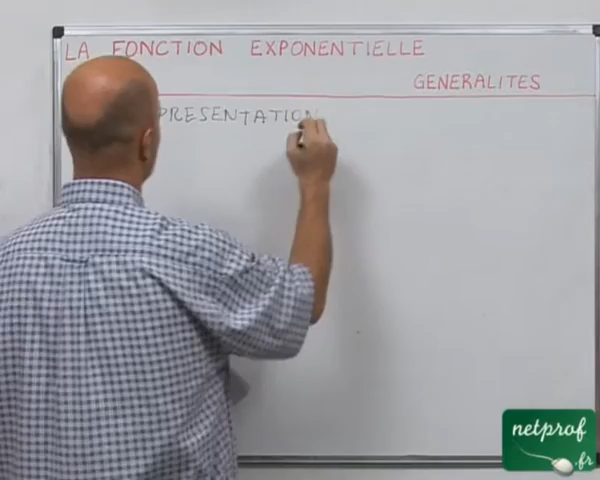 LA FONCTION EXPONENTIELLE
GENERALITES
PRESENTATION
netprof
.fr